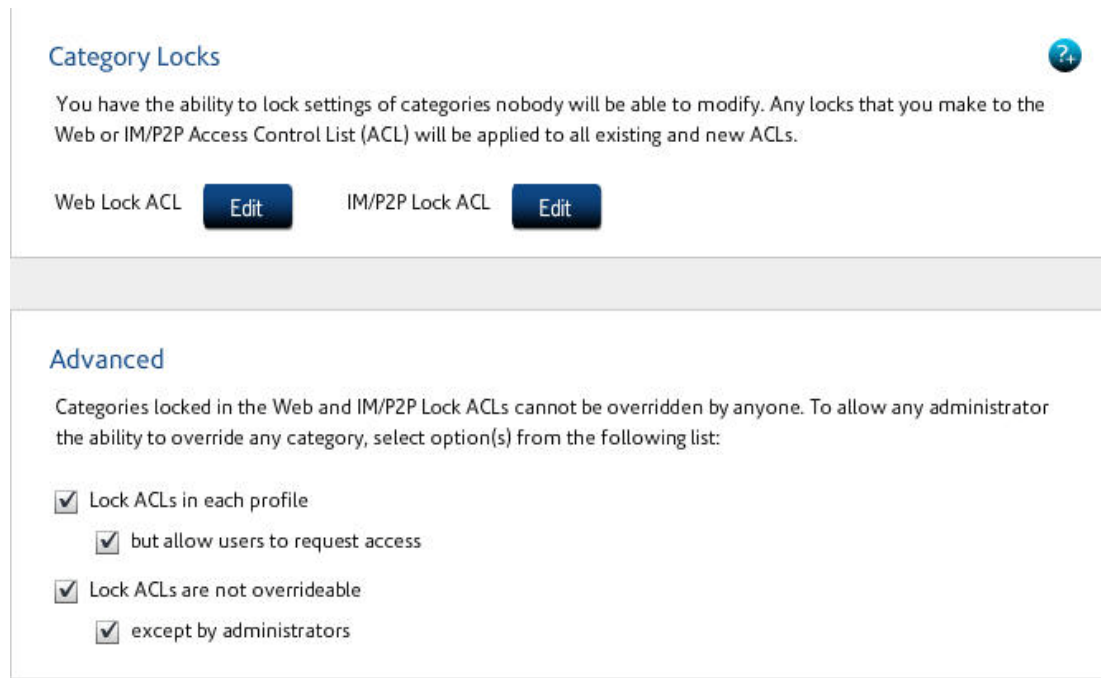 Category Locks
?+
You have the ability to lock settings of categories nobody will be able to modify. Any locks that you make to the
Web or IM/P2P Access Control List (ACL) will be applied to all existing and new ACLs.
Web Lock ACL Edit IM/P2P Lock ACL Edit
Advanced
Categories locked in the Web and IM/P2P Lock ACLs cannot be overridden by anyone. To allow any administrator
the ability to override any category, select option(s) from the following list:
Lock ACLs in each profile
but allow users to request access
Lock ACLs are not overrideable
except by administrators